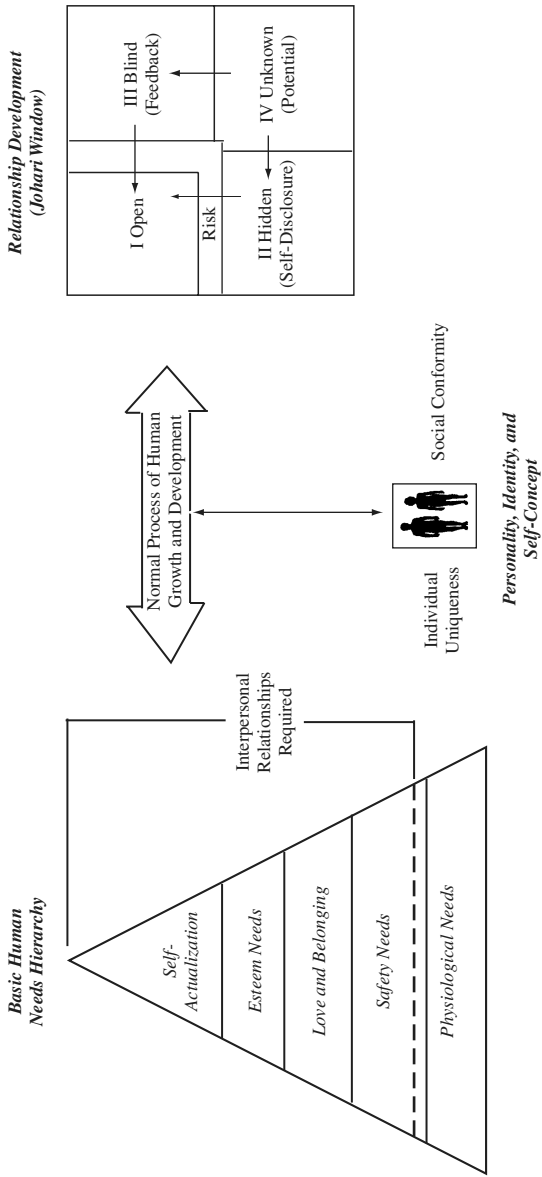 Basic Human
Needs Hierarchy
Self-
Actualization
Esteem Needs
Love and Belonging
Safety Needs
Physiological Needs
Interpersonal
Relationships
Required
Normal Process of Human
Growth and Development
Individual
Uniqueness
Social Conformity
Personality, Identity, and
Self-Concept
Relationship Development
(Johari Window)
I Open
III Blind
(Feedback)
Risk
II Hidden
(Self-Disclosure)
IV Unknown
(Potential)